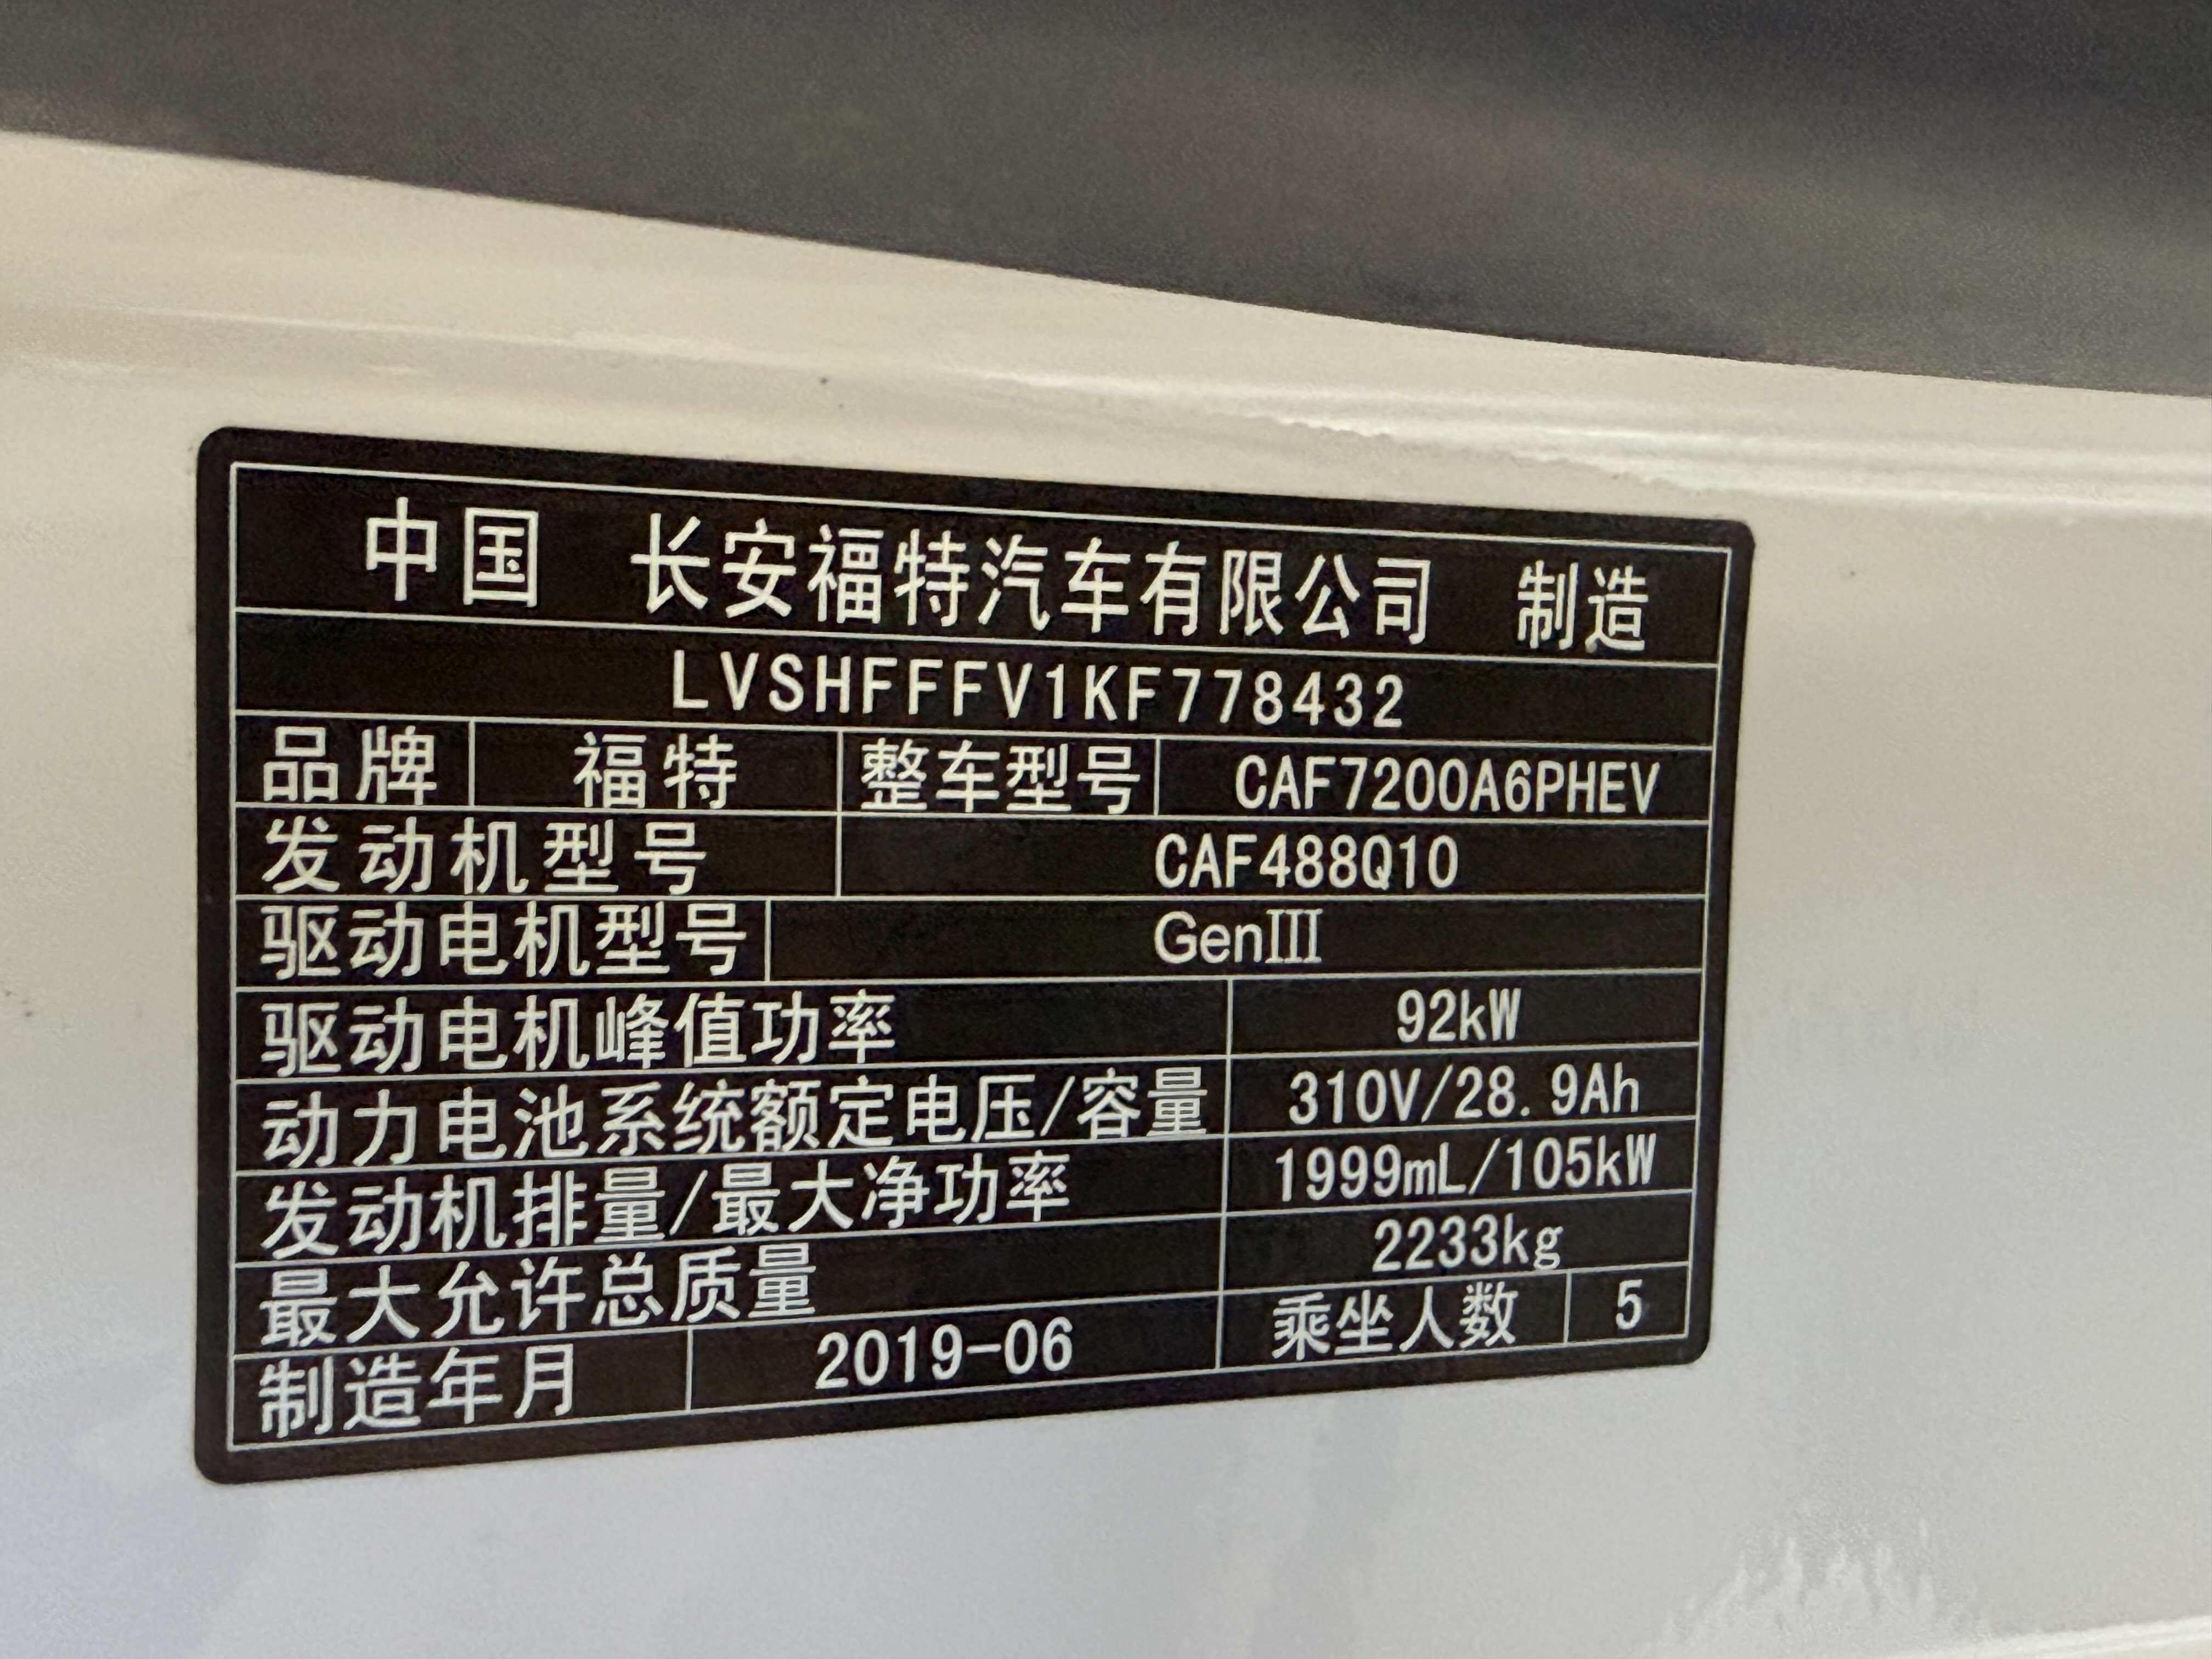 中国 长安福特汽车有限公司 制造
LVSHFFFV1KF778432
品牌 福特 整车型号 CAF7200A6PHEV
发动机型号 CAF488Q10
驱动电机型号 GenⅢ
驱动电机峰值功率 92kW
动力电池系统额定电压/容量 310V/28.9Ah
发动机排量/最大净功率 1999mL/105kW
最大允许总质量 2233kg
制造年月 2019-06 乘坐人数 5